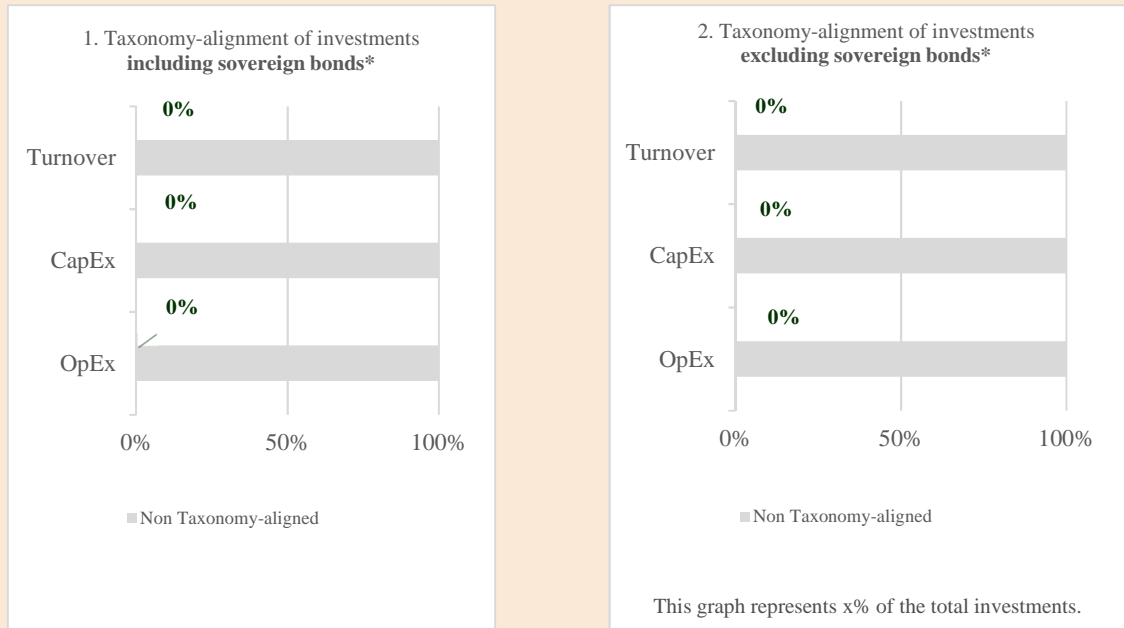 1. Taxonomy-alignment of investments
including sovereign bonds*
0%
Turnover
0%
CapEx
0%
OpEx
0% 50% 100%
Non Taxonomy-aligned
2. Taxonomy-alignment of investments
excluding sovereign bonds*
0%
Turnover
0%
CapEx
0%
OpEx
0% 50% 100%
Non Taxonomy-aligned
This graph represents x% of the total investments.